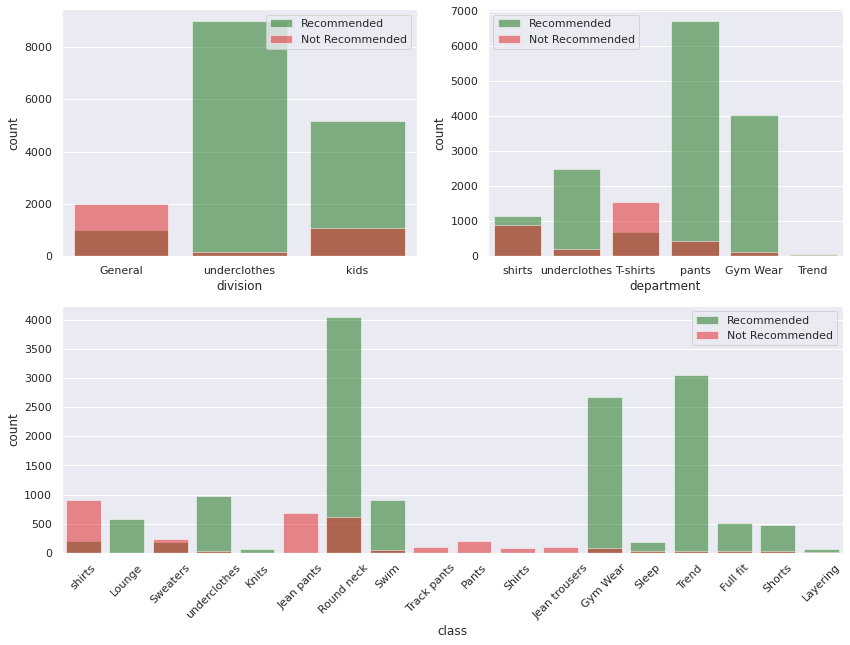 Recommended
Not Recommended
8000
6000
4000
2000
0
count
General underclothes kids
division
Recommended
Not Recommended
7000
6000
5000
4000
3000
2000
1000
0
count
shirts underclothes T-shirts pants Gym Wear Trend
department
Recommended
Not Recommended
4000
3500
3000
2500
2000
1500
1000
500
0
count
shirts Lounge Sweaters underclothes Knits Jean pants Round neck Swim Track pants Pants Shirts Jean trousers Gym Wear Sleep Trend Full fit Shorts Layering
class